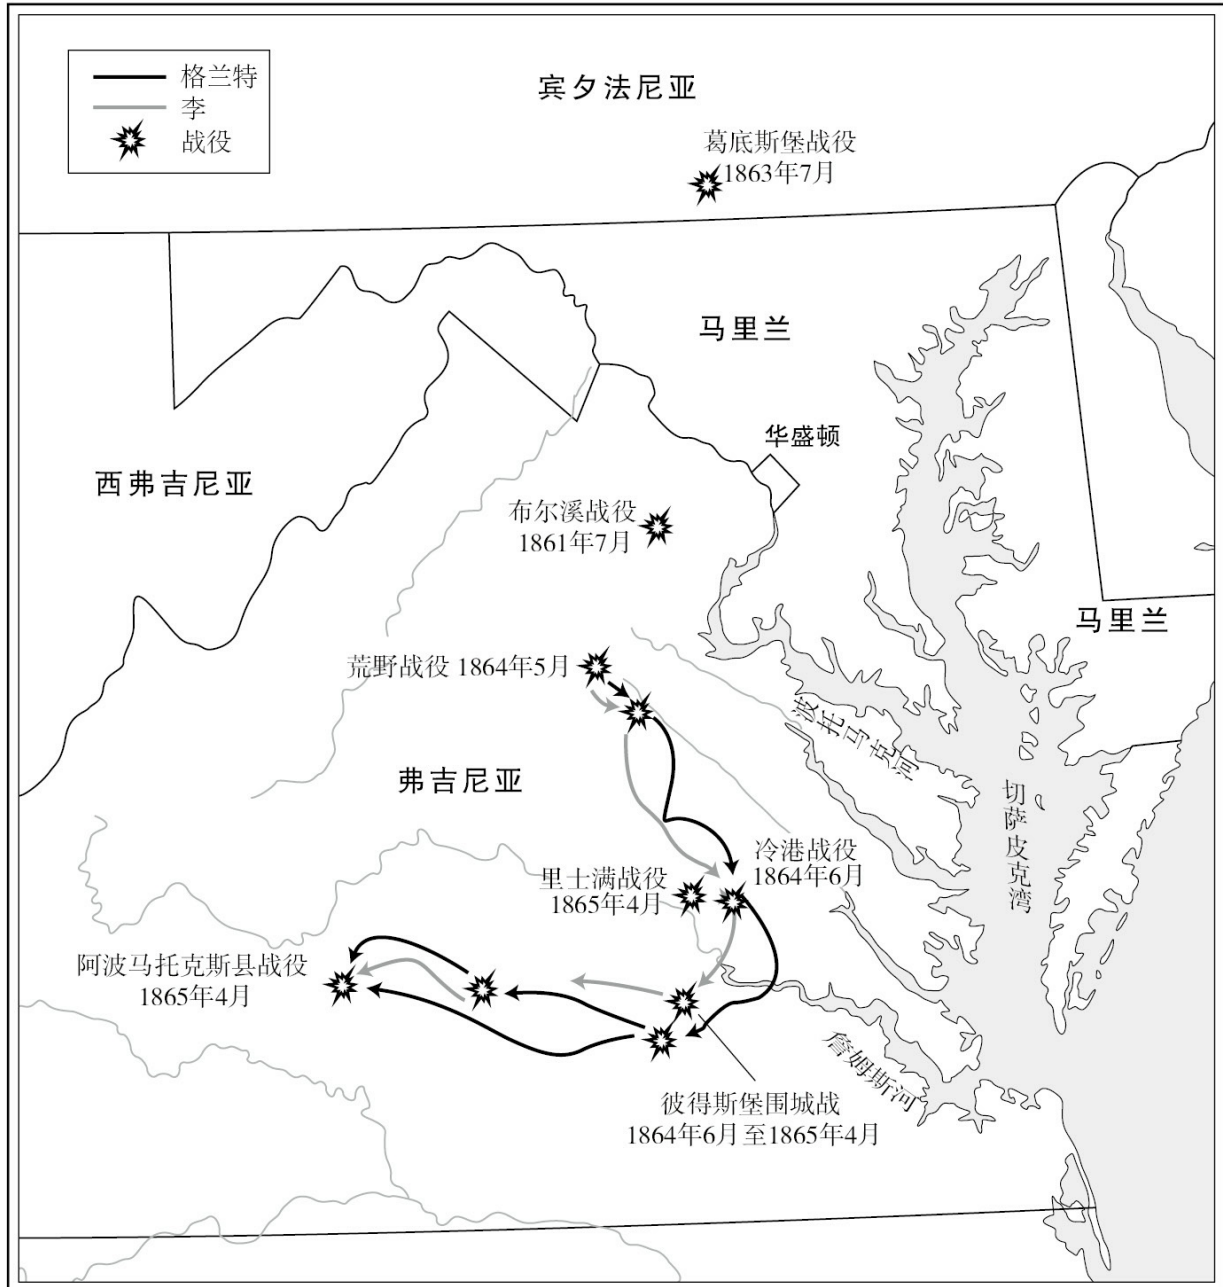 格兰特
李
战役
宾夕法尼亚
葛底斯堡战役
1863年7月
马里兰
华盛顿
西弗吉尼亚
布尔溪战役
1861年7月
马里兰
荒野战役 1864年5月
波托马克河
弗吉尼亚
切萨皮克湾
冷港战役
1864年6月
里士满战役
1865年4月
阿波马托克斯县战役
1865年4月
詹姆斯河
彼得斯堡围城战
1864年6月至1865年4月